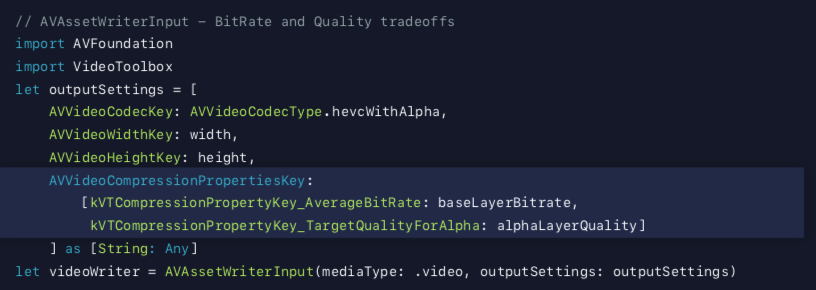 // AVAssetWriterInput – BitRate and Quality tradeoffs
import AVFoundation
import VideoToolbox
let outputSettings = [
    AVVideoCodecKey: AVVideoCodecType.hevcWithAlpha,
    AVVideoWidthKey: width,
    AVVideoHeightKey: height,
    AVVideoCompressionPropertiesKey:
        [kVTCompressionPropertyKey_AverageBitRate: baseLayerBitrate,
         kVTCompressionPropertyKey_TargetQualityForAlpha: alphaLayerQuality]
    ] as [String: Any]
let videoWriter = AVAssetWriterInput(mediaType: .video, outputSettings: outputSettings)